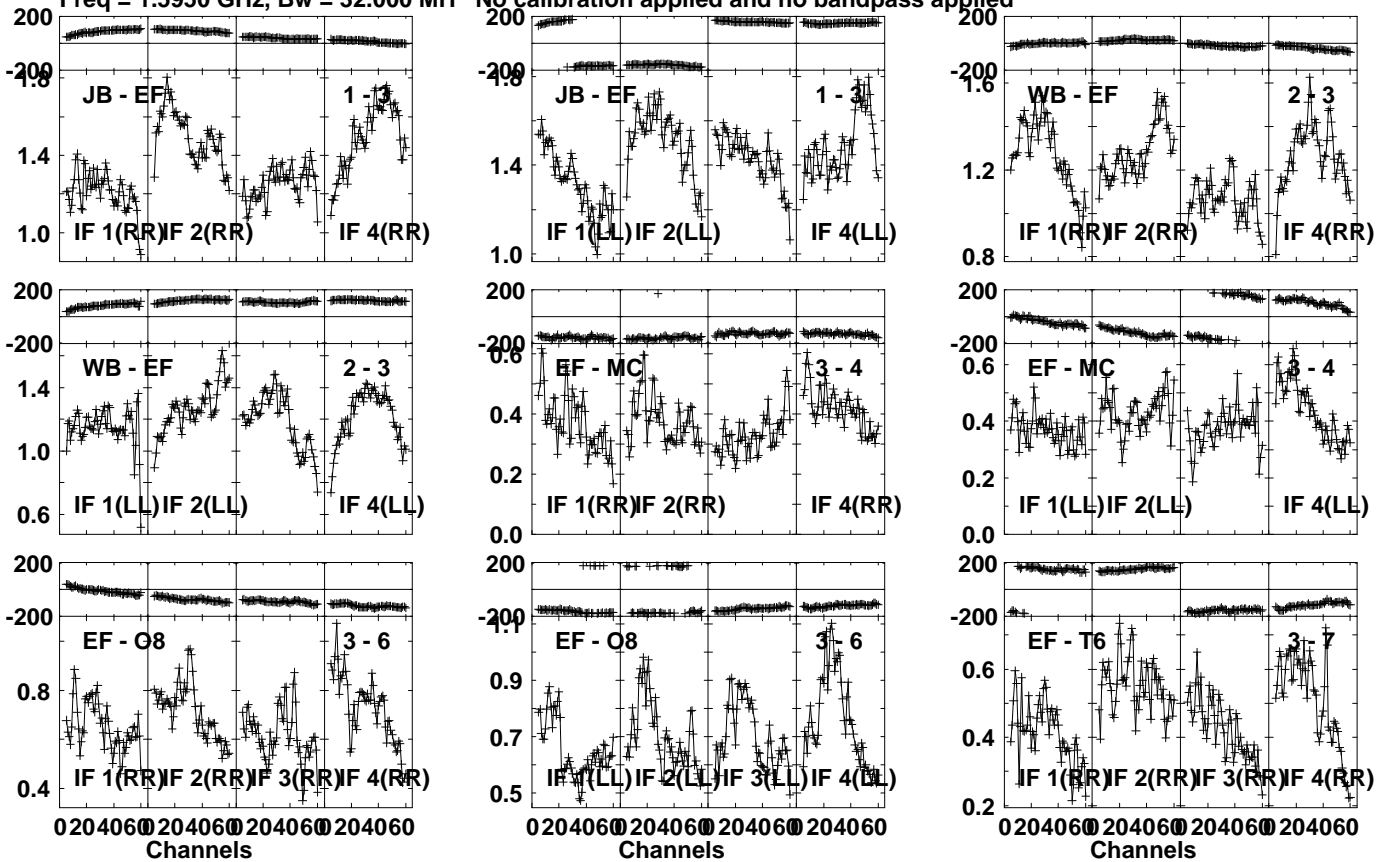 Freq = 1.5950 GHz, Bw = 32.000 MH No calibration applied and no bandpass applied
200
-200
1.8
1.4
1.0
JB - EF
1 - 3
IF 1(RR)
IF 2(RR)
IF 4(RR)
200
-200
1.8
1.4
1.0
JB - EF
1 - 3
IF 1(LL)
IF 2(LL)
IF 4(LL)
200
-200
1.6
1.2
0.8
WB - EF
2 - 3
IF 1(RR)
IF 2(RR)
IF 4(RR)
200
-200
1.4
1.0
0.6
WB - EF
2 - 3
IF 1(LL)
IF 2(LL)
IF 4(LL)
200
-200
0.6
0.4
0.2
0.0
EF - MC
3 - 4
IF 1(RR)
IF 2(RR)
IF 4(RR)
200
-200
0.6
0.4
0.2
0.0
EF - MC
3 - 4
IF 1(LL)
IF 2(LL)
IF 4(LL)
200
-200
0.8
0.4
EF - O8
3 - 6
IF 1(RR)
IF 2(RR)
IF 3(RR)
IF 4(RR)
0 20 40 60 0 20 40 60 0 20 40 60 0 20 40 60
Channels
200
-200
1.1
0.9
0.7
0.5
EF - O8
3 - 6
IF 1(LL)
IF 2(LL)
IF 3(LL)
IF 4(LL)
0 20 40 60 0 20 40 60 0 20 40 60 0 20 40 60
Channels
200
-200
0.6
0.4
0.2
EF - T6
3 - 7
IF 1(RR)
IF 2(RR)
IF 3(RR)
IF 4(RR)
0 20 40 60 0 20 40 60 0 20 40 60 0 20 40 60
Channels